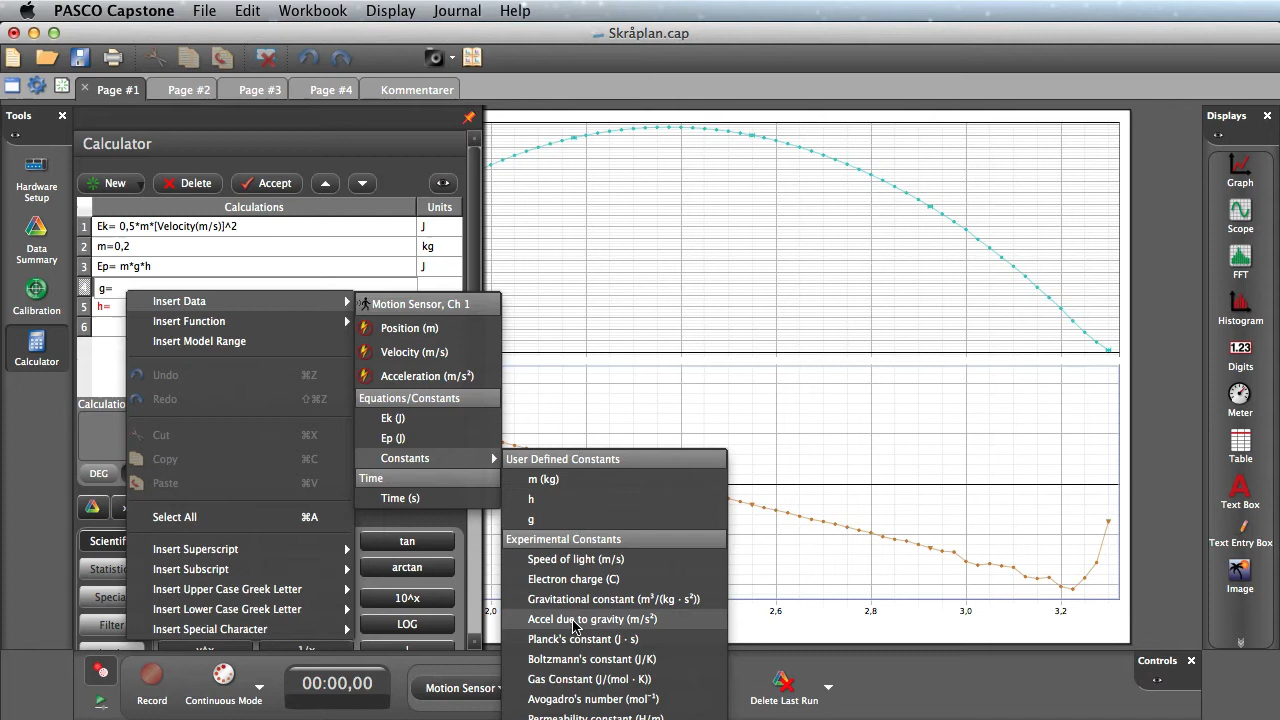 PASCO Capstone File Edit Workbook Display Journal Help
Skråplan.cap
Page #1 Page #2 Page #3 Page #4 Kommentarer
Tools
Hardware Setup
Data Summary
Calibration
Calculator
Calculator
New Delete Accept
Calculations Units
1 Ek= 0,5*m*[Velocity(m/s)]^2 J
2 m=0,2 kg
3 Ep= m*g*h J
g=
5 h=
6
DEG
Insert Data
Insert Function
Insert Model Range
Undo ⌘Z
Redo ⇧⌘Z
Cut ⌘X
Copy ⌘C
Paste ⌘V
Select All ⌘A
Insert Superscript
Insert Subscript
Insert Upper Case Greek Letter
Insert Lower Case Greek Letter
Insert Special Character
Motion Sensor, Ch 1
Position (m)
Velocity (m/s)
Acceleration (m/s²)
Equations/Constants
Ek (J)
Ep (J)
Constants
Time
Time (s)
User Defined Constants
m (kg)
h
g
Experimental Constants
Speed of light (m/s)
Electron charge (C)
Gravitational constant (m³/(kg · s²))
Accel due to gravity (m/s²)
Planck's constant (J · s)
Boltzmann's constant (J/K)
Gas Constant (J/(mol · K))
Avogadro's number (mol⁻¹)
Permeability constant (H/m)
tan
arctan
10^x
LOG
2,0 2,6 2,8 3,0 3,2
Displays
Graph
Scope
FFT
Histogram
1.23
Digits
Meter
Table
Text Box
Text Entry Box
Image
Record
Continuous Mode
00:00,00
Motion Sensor
Delete Last Run
Controls